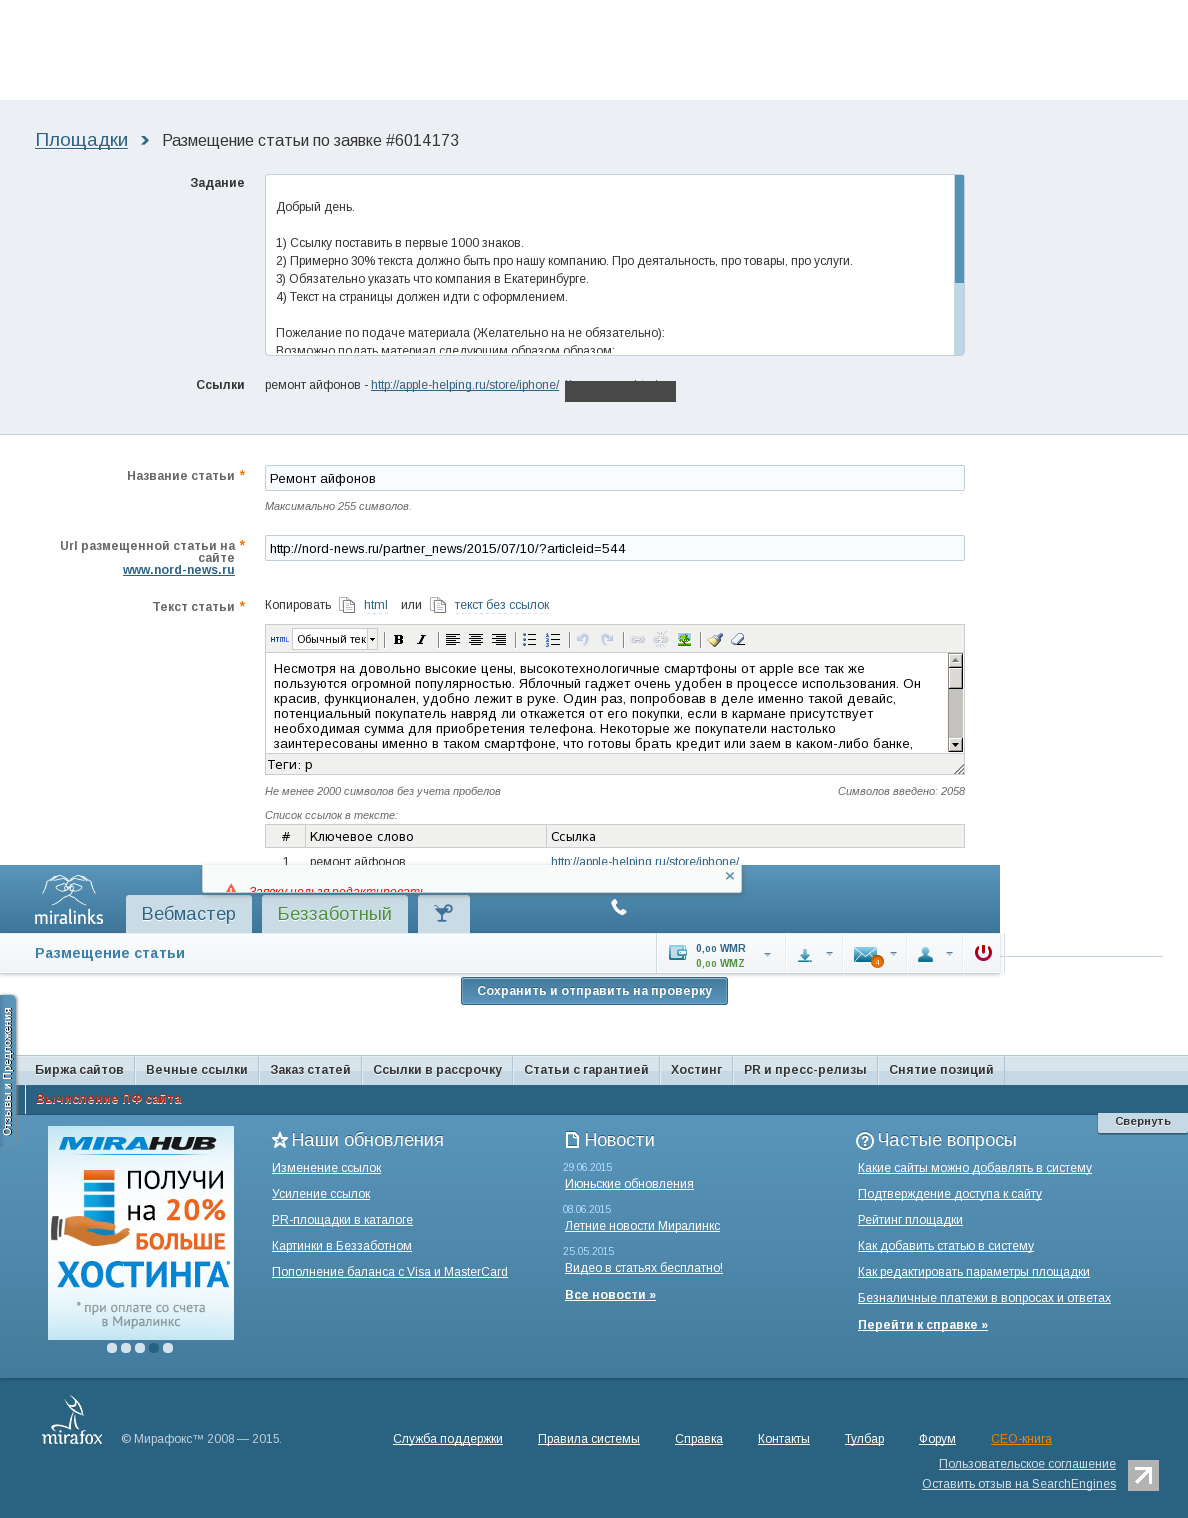 Площадки › Размещение статьи по заявке #6014173
Задание
Добрый день.
1) Ссылку поставить в первые 1000 знаков.
2) Примерно 30% текста должно быть про нашу компанию. Про деятальность, про товары, про услуги.
3) Обязательно указать что компания в Екатеринбурге.
4) Текст на страницы должен идти с оформлением.
Пожелание по подаче материала (Желательно на не обязательно):
Возможно подать материал следующим образом образом:
Ссылки
ремонт айфонов - http://apple-helping.ru/store/iphone/
Название статьи *
Ремонт айфонов
Максимально 255 символов.
Url размещенной статьи на *
сайте
www.nord-news.ru
http://nord-news.ru/partner_news/2015/07/10/?articleid=544
Текст статьи *
Копировать html или текст без ссылок
HTML Обычный тек B I
Несмотря на довольно высокие цены, высокотехнологичные смартфоны от apple все так же
пользуются огромной популярностью. Яблочный гаджет очень удобен в процессе использования. Он
красив, функционален, удобно лежит в руке. Один раз, попробовав в деле именно такой девайс,
потенциальный покупатель навряд ли откажется от его покупки, если в кармане присутствует
необходимая сумма для приобретения телефона. Некоторые же покупатели настолько
заинтересованы именно в таком смартфоне, что готовы брать кредит или заем в каком-либо банке,
Теги: p
Не менее 2000 символов без учета пробелов
Символов введено: 2058
Список ссылок в тексте:
# Ключевое слово Ссылка
1 ремонт айфонов http://apple-helping.ru/store/iphone/
Заявку нельзя редактировать
miralinks
Вебмастер
Беззаботный
Размещение статьи
0,00 WMR
0,00 WMZ
4
Сохранить и отправить на проверку
Отзывы и Предложения
Биржа сайтов
Вечные ссылки
Заказ статей
Ссылки в рассрочку
Статьи с гарантией
Хостинг
PR и пресс-релизы
Снятие позиций
Вычисление ПФ сайта
Свернуть
MIRAHUB
ПОЛУЧИ
НА 20%
БОЛЬШЕ
ХОСТИНГА*
* при оплате со счета
в Миралинкс
Наши обновления
Изменение ссылок
Усиление ссылок
PR-площадки в каталоге
Картинки в Беззаботном
Пополнение баланса с Visa и MasterCard
Новости
29.06.2015
Июньские обновления
08.06.2015
Летние новости Миралинкс
25.05.2015
Видео в статьях бесплатно!
Все новости »
Частые вопросы
Какие сайты можно добавлять в систему
Подтверждение доступа к сайту
Рейтинг площадки
Как добавить статью в систему
Как редактировать параметры площадки
Безналичные платежи в вопросах и ответах
Перейти к справке »
mirafox
© Мирафокс™ 2008 — 2015.
Служба поддержки
Правила системы
Справка
Контакты
Тулбар
Форум
СЕО-книга
Пользовательское соглашение
Оставить отзыв на SearchEngines